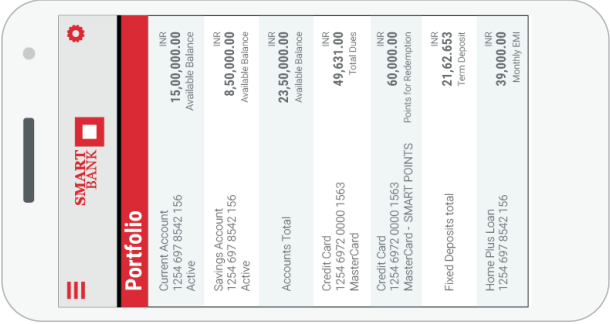 SMART
BANK
Portfolio
Current Account
1254 697 8542 156
Active
INR
15,00,000.00
Available Balance
Savings Account
1254 697 8542 156
Active
INR
8,50,000.00
Available Balance
Accounts Total
INR
23,50,000.00
Available Balance
Credit Card
1254 6972 0000 1563
MasterCard
INR
49,631.00
Total Dues
Credit Card
1254 6972 0000 1563
MasterCard - SMART POINTS
INR
60,000.00
Points for Redemption
Fixed Deposits total
INR
21,62.653
Term Deposit
Home Plus Loan
1254 697 8542 156
INR
39,000.00
Monthly EMI